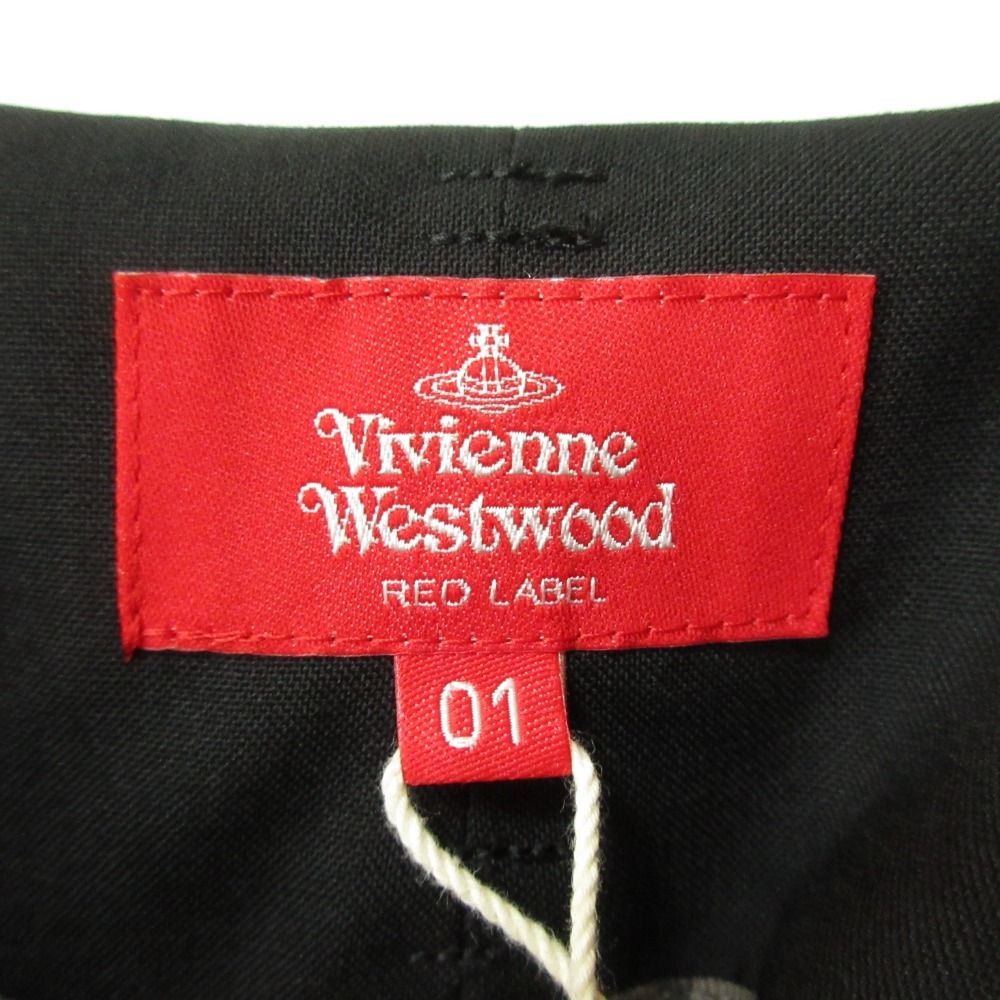 Vivienne
Westwood
RED LABEL
01